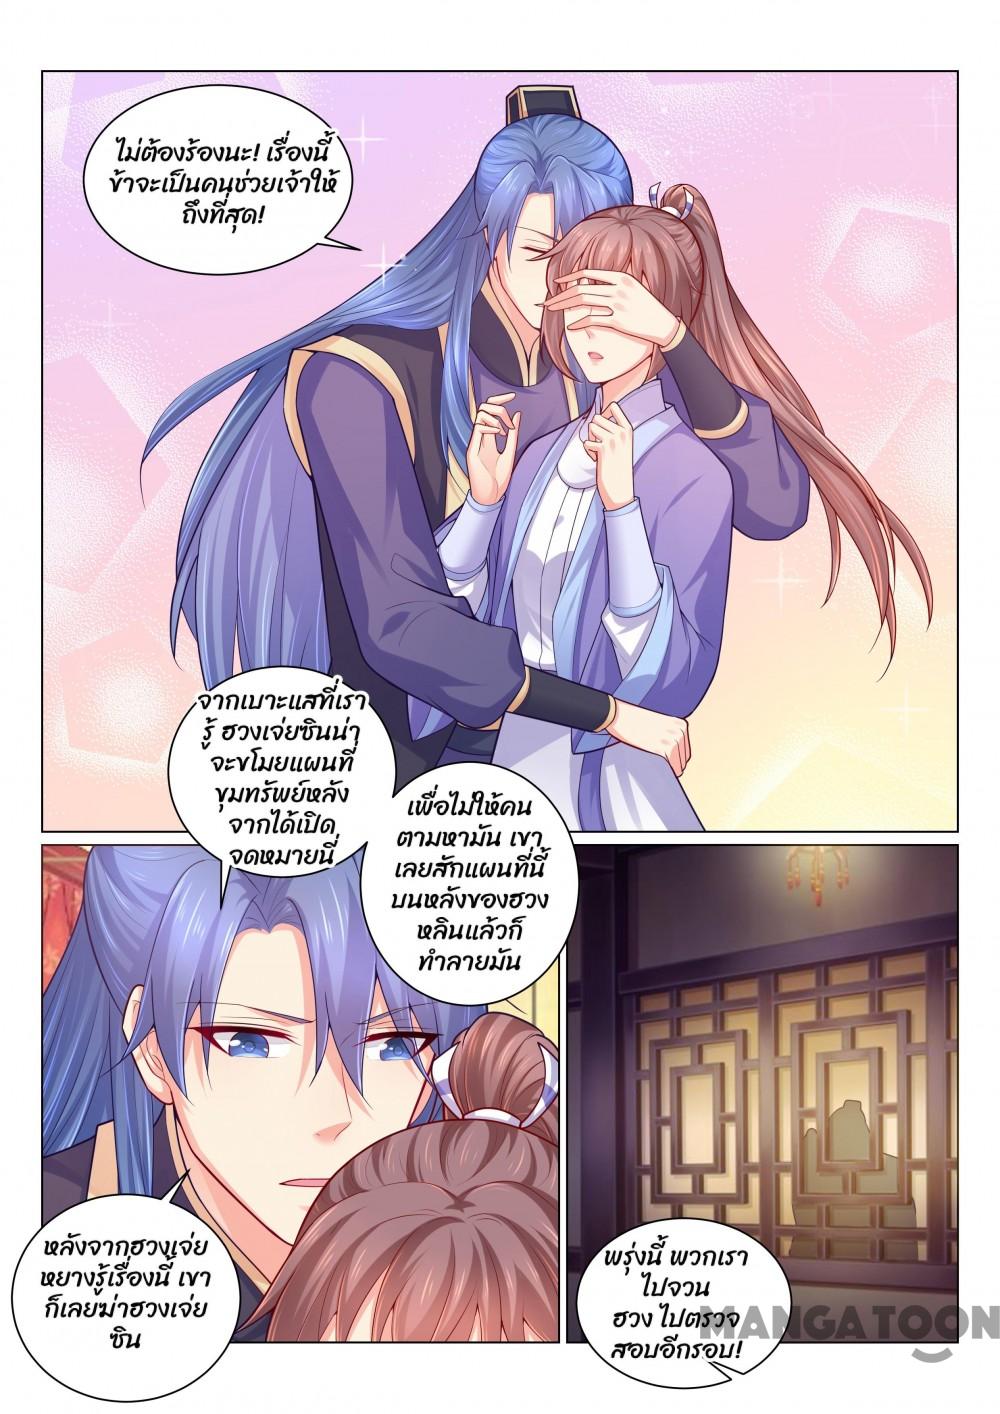 ไม่ต้องร้องนะ! เรื่องนี้
ข้าจะเป็นคนช่วยเจ้าให้
ถึงที่สุด!
จากเบาะแสที่เรา
รู้ ฮวงเจ่ยซินน่า
จะขโมยแผนที่
ขุมทรัพย์หลัง
จากได้เปิด
จดหมายนี่
เพื่อไม่ให้คน
ตามหามัน เขา
เลยสักแผนที่นี้
บนหลังของฮวง
หลินแล้วก็
ทำลายมัน
หลังจากฮวงเจ่ย
หยางรู้เรื่องนี้ เขา
ก็เลยฆ่าฮวงเจ่ย
ซิน
พรุ่งนี้ พวกเรา
ไปจวน
ฮวง ไปตรวจ
สอบอีกรอบ!
MANGATOON